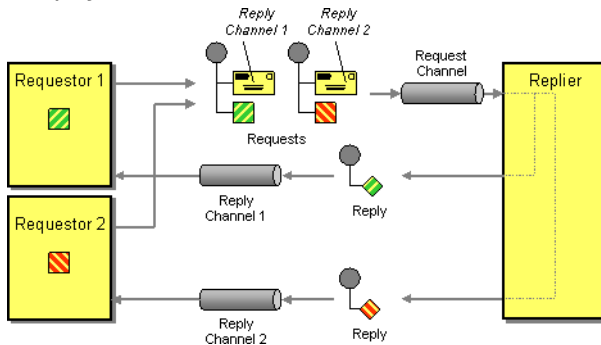 Reply
Channel 1
Reply
Channel 2
Request
Channel
Requestor 1
Replier
Requests
Reply
Channel 1
Reply
Requestor 2
Reply
Channel 2
Reply